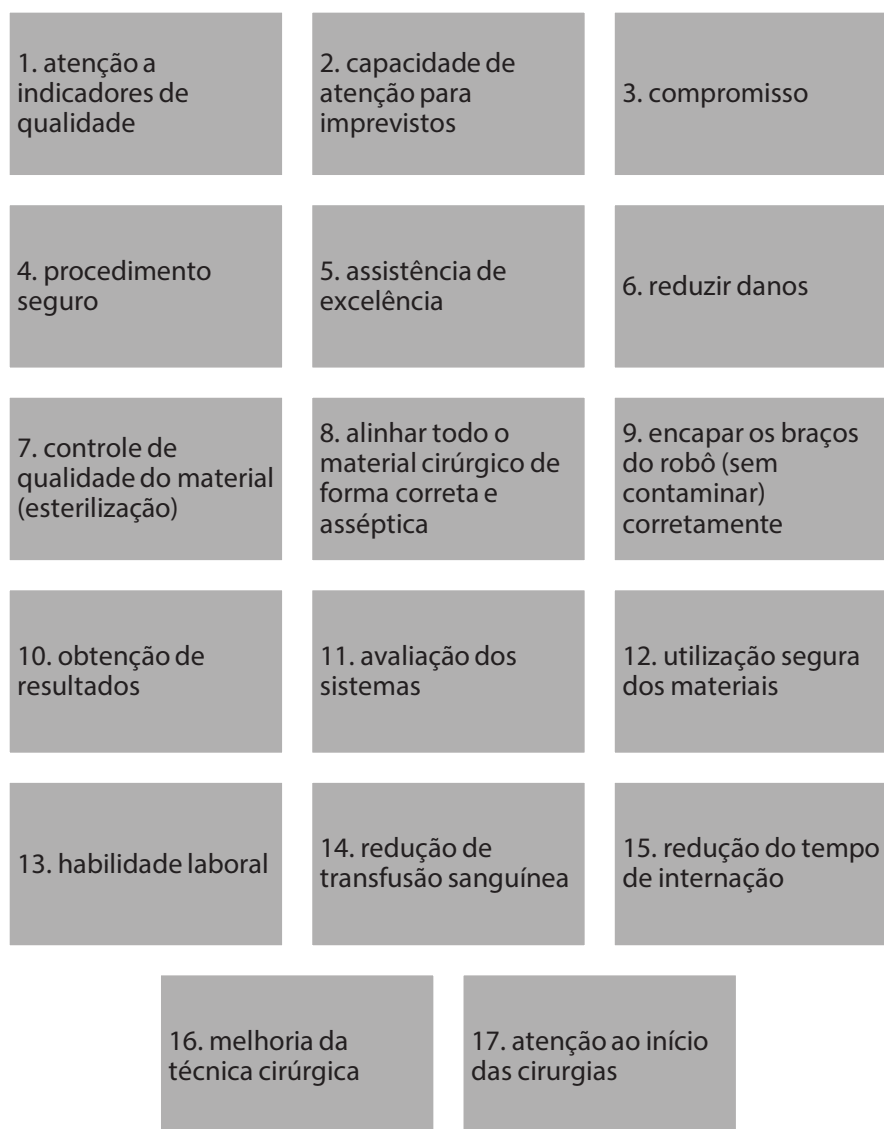 1. atenção a
indicadores de
qualidade
2. capacidade de
atenção para
imprevistos
3. compromisso
4. procedimento
seguro
5. assistência de
excelência
6. reduzir danos
7. controle de
qualidade do material
(esterilização)
8. alinhar todo o
material cirúrgico de
forma correta e
asséptica
9. encapar os braços
do robô (sem
contaminar)
corretamente
10. obtenção de
resultados
11. avaliação dos
sistemas
12. utilização segura
dos materiais
13. habilidade laboral
14. redução de
transfusão sanguínea
15. redução do tempo
de internação
16. melhoria da
técnica cirúrgica
17. atenção ao início
das cirurgias